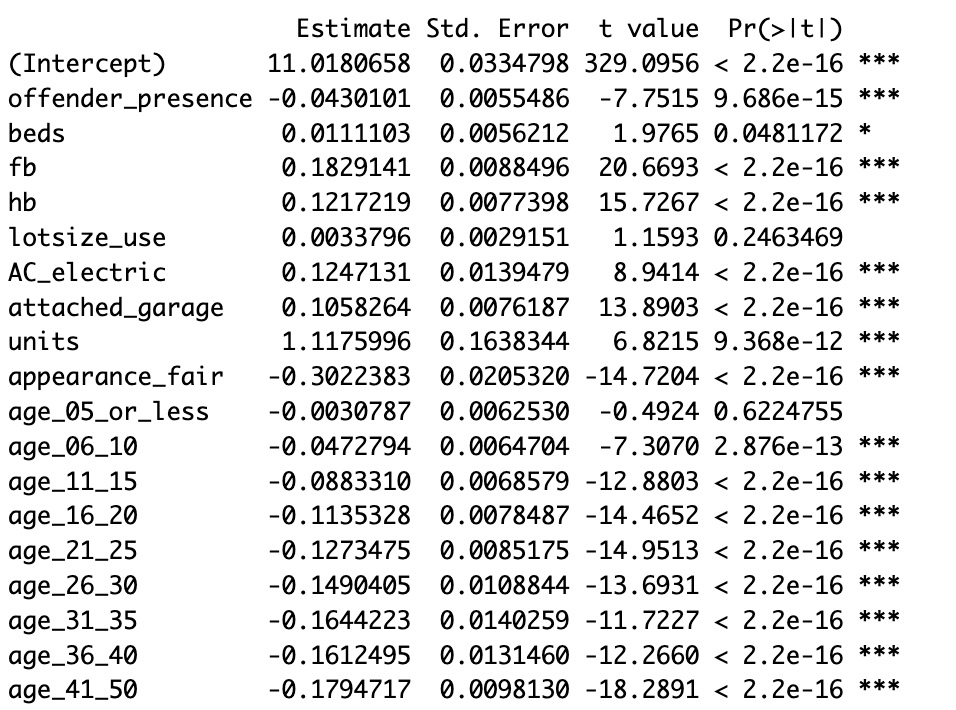 Estimate Std. Error t value Pr(>|t|)
(Intercept) 11.0180658 0.0334798 329.0956 < 2.2e-16 ***
offender_presence -0.0430101 0.0055486 -7.7515 9.686e-15 ***
beds 0.0111103 0.0056212 1.9765 0.0481172 *
fb 0.1829141 0.0088496 20.6693 < 2.2e-16 ***
hb 0.1217219 0.0077398 15.7267 < 2.2e-16 ***
lotsize_use 0.0033796 0.0029151 1.1593 0.2463469
AC_electric 0.1247131 0.0139479 8.9414 < 2.2e-16 ***
attached_garage 0.1058264 0.0076187 13.8903 < 2.2e-16 ***
units 1.1175996 0.1638344 6.8215 9.368e-12 ***
appearance_fair -0.3022383 0.0205320 -14.7204 < 2.2e-16 ***
age_05_or_less -0.0030787 0.0062530 -0.4924 0.6224755
age_06_10 -0.0472794 0.0064704 -7.3070 2.876e-13 ***
age_11_15 -0.0883310 0.0068579 -12.8803 < 2.2e-16 ***
age_16_20 -0.1135328 0.0078487 -14.4652 < 2.2e-16 ***
age_21_25 -0.1273475 0.0085175 -14.9513 < 2.2e-16 ***
age_26_30 -0.1490405 0.0108844 -13.6931 < 2.2e-16 ***
age_31_35 -0.1644223 0.0140259 -11.7227 < 2.2e-16 ***
age_36_40 -0.1612495 0.0131460 -12.2660 < 2.2e-16 ***
age_41_50 -0.1794717 0.0098130 -18.2891 < 2.2e-16 ***